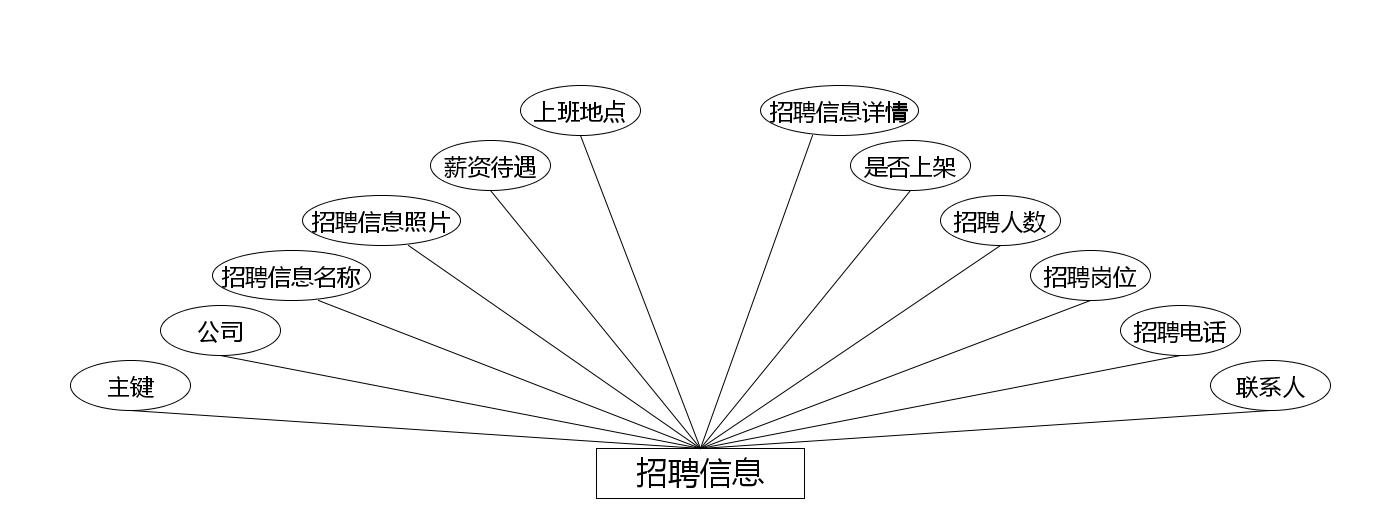 上班地点
招聘信息详情
薪资待遇
是否上架
招聘信息照片
招聘人数
招聘信息名称
招聘岗位
公司
招聘电话
主键
联系人
招聘信息